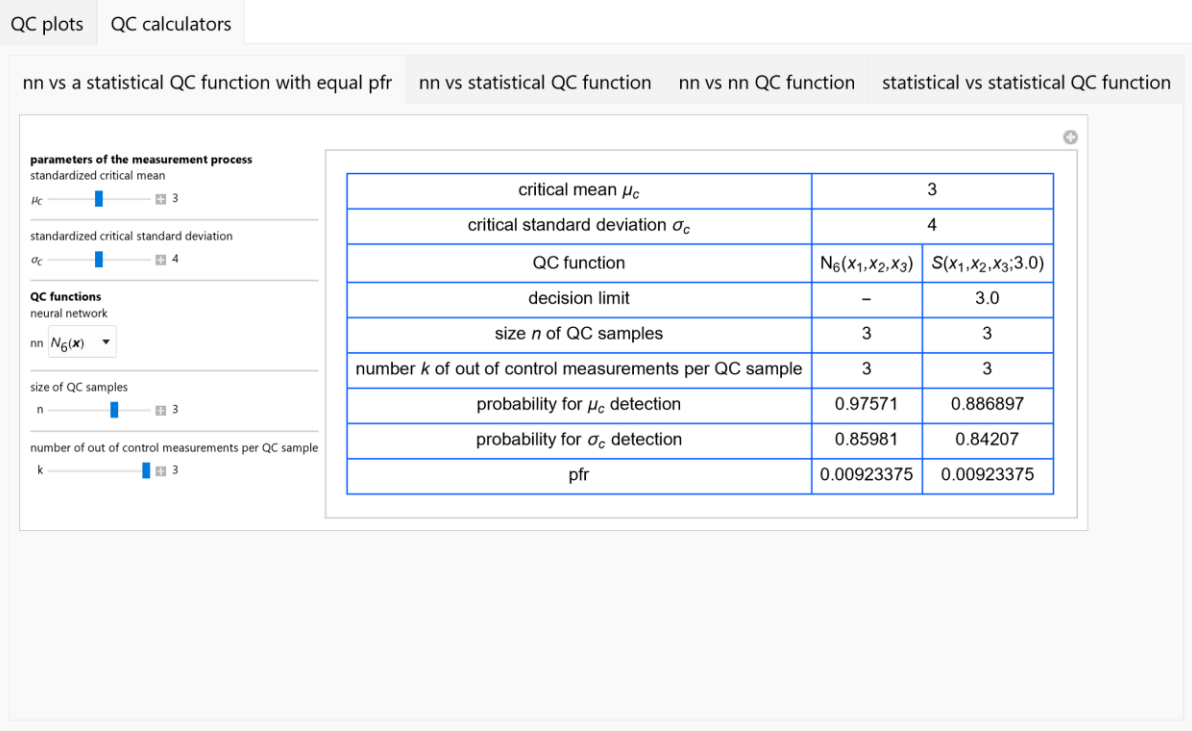 QC plots QC calculators
nn vs a statistical QC function with equal pfr nn vs statistical QC function nn vs nn QC function statistical vs statistical QC function
parameters of the measurement process
standardized critical mean
μc 3
standardized critical standard deviation
σc 4
QC functions
neural network
nn N6(x)
size of QC samples
n 3
number of out of control measurements per QC sample
k 3
critical mean μc 3
critical standard deviation σc 4
QC function N6(x1,x2,x3) S(x1,x2,x3;3.0)
decision limit – 3.0
size n of QC samples 3 3
number k of out of control measurements per QC sample 3 3
probability for μc detection 0.97571 0.886897
probability for σc detection 0.85981 0.84207
pfr 0.00923375 0.00923375